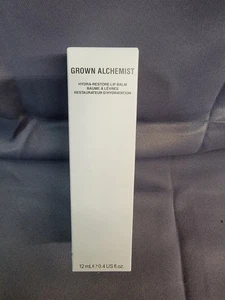 GROWN ALCHEMIST
HYDRA-RESTORE LIP BALM
BAUME À LÈVRES
RESTAURATEUR D'HYDRATATION
12 mL ℮ 0.4 US fl oz